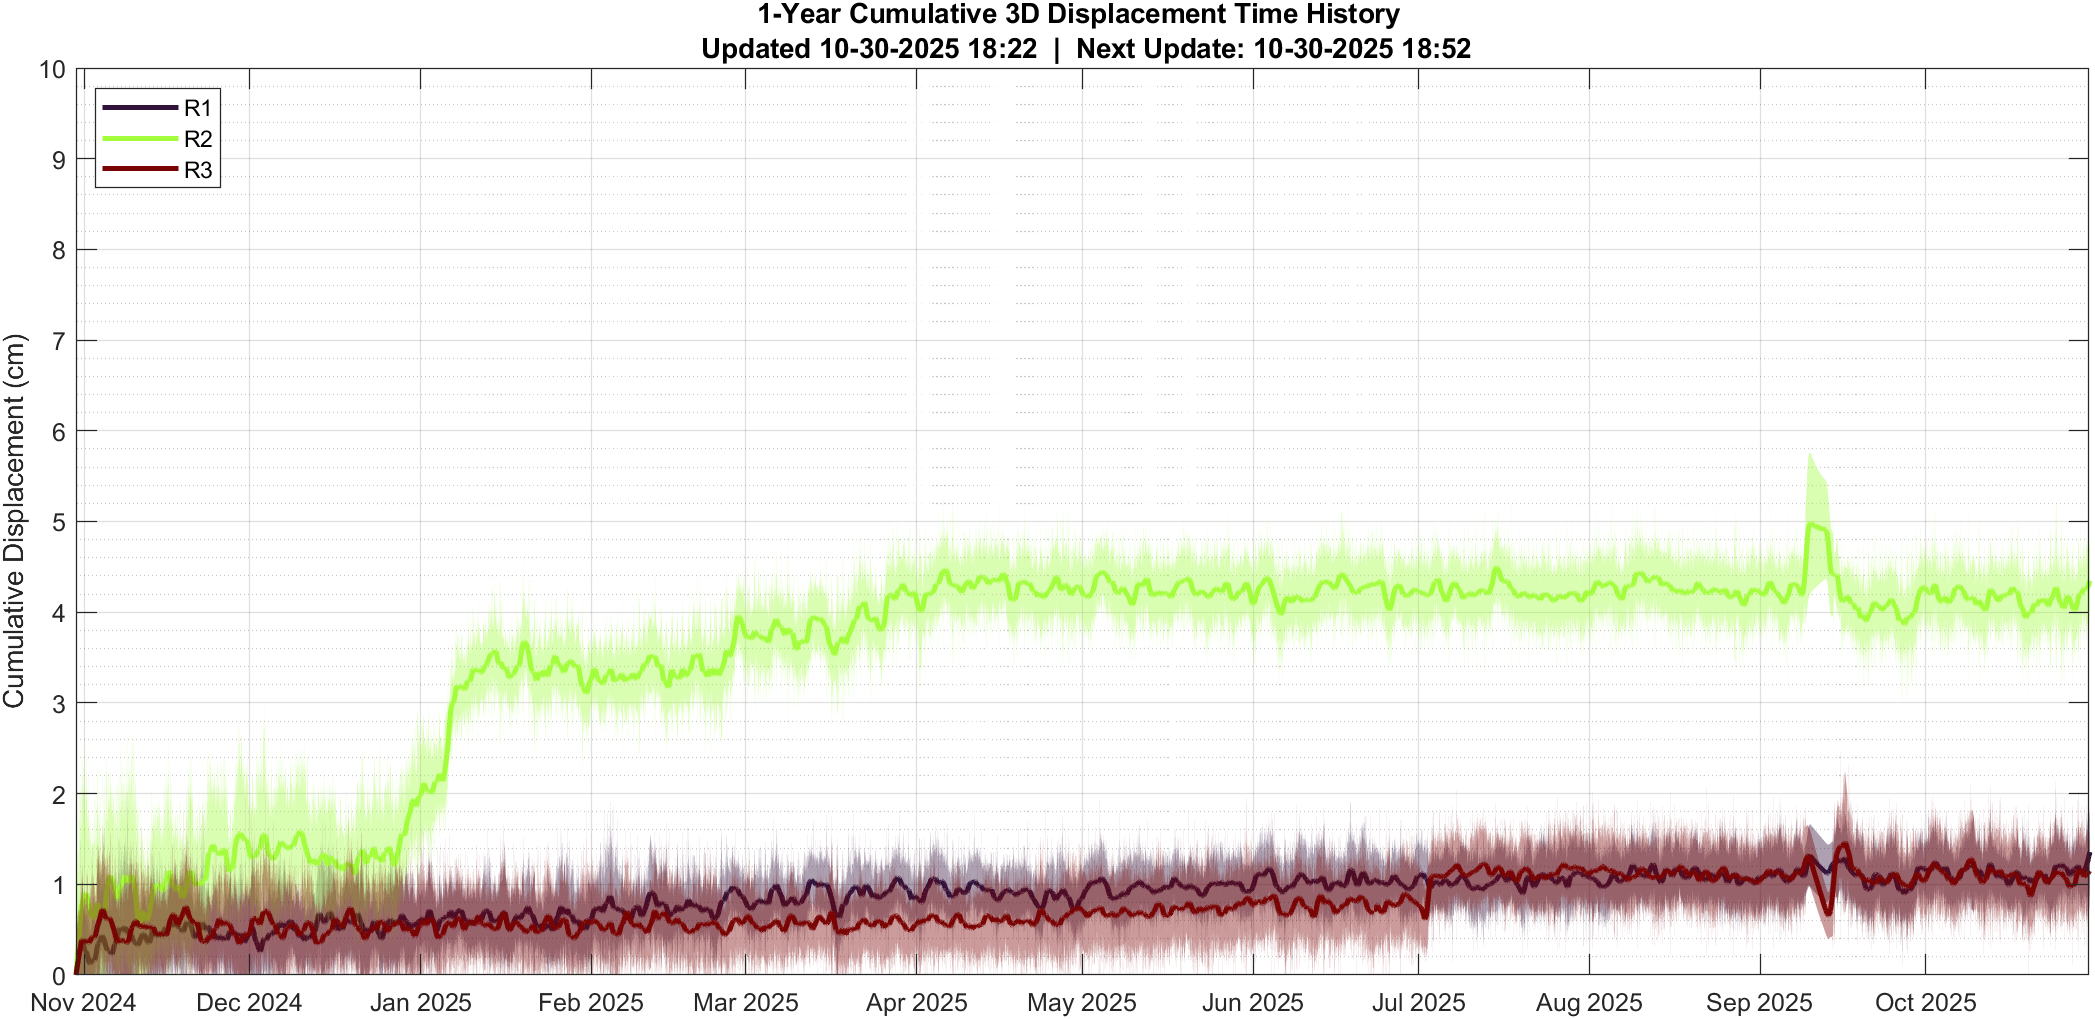 1-Year Cumulative 3D Displacement Time History
Updated 10-30-2025 18:22 | Next Update: 10-30-2025 18:52
10
9
8
7
6
5
4
3
2
1
0
Cumulative Displacement (cm)
R1
R2
R3
Nov 2024 Dec 2024 Jan 2025 Feb 2025 Mar 2025 Apr 2025 May 2025 Jun 2025 Jul 2025 Aug 2025 Sep 2025 Oct 2025